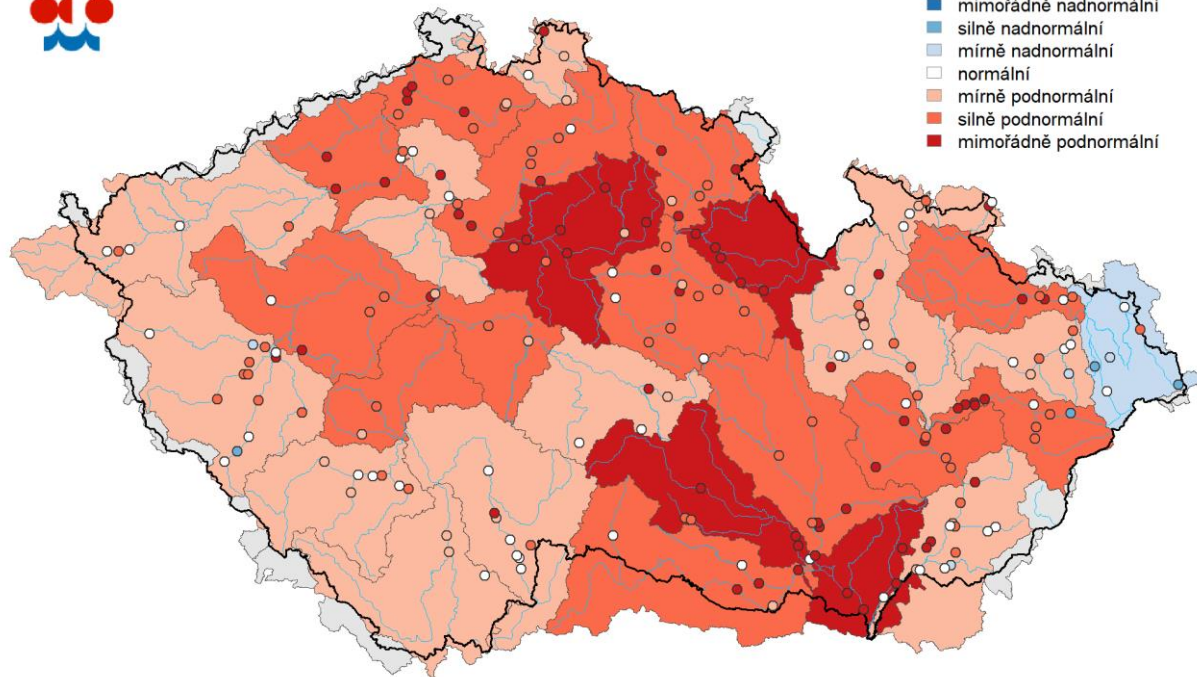 mimořádně nadnormální
silně nadnormální
mírně nadnormální
normální
mírně podnormální
silně podnormální
mimořádně podnormální